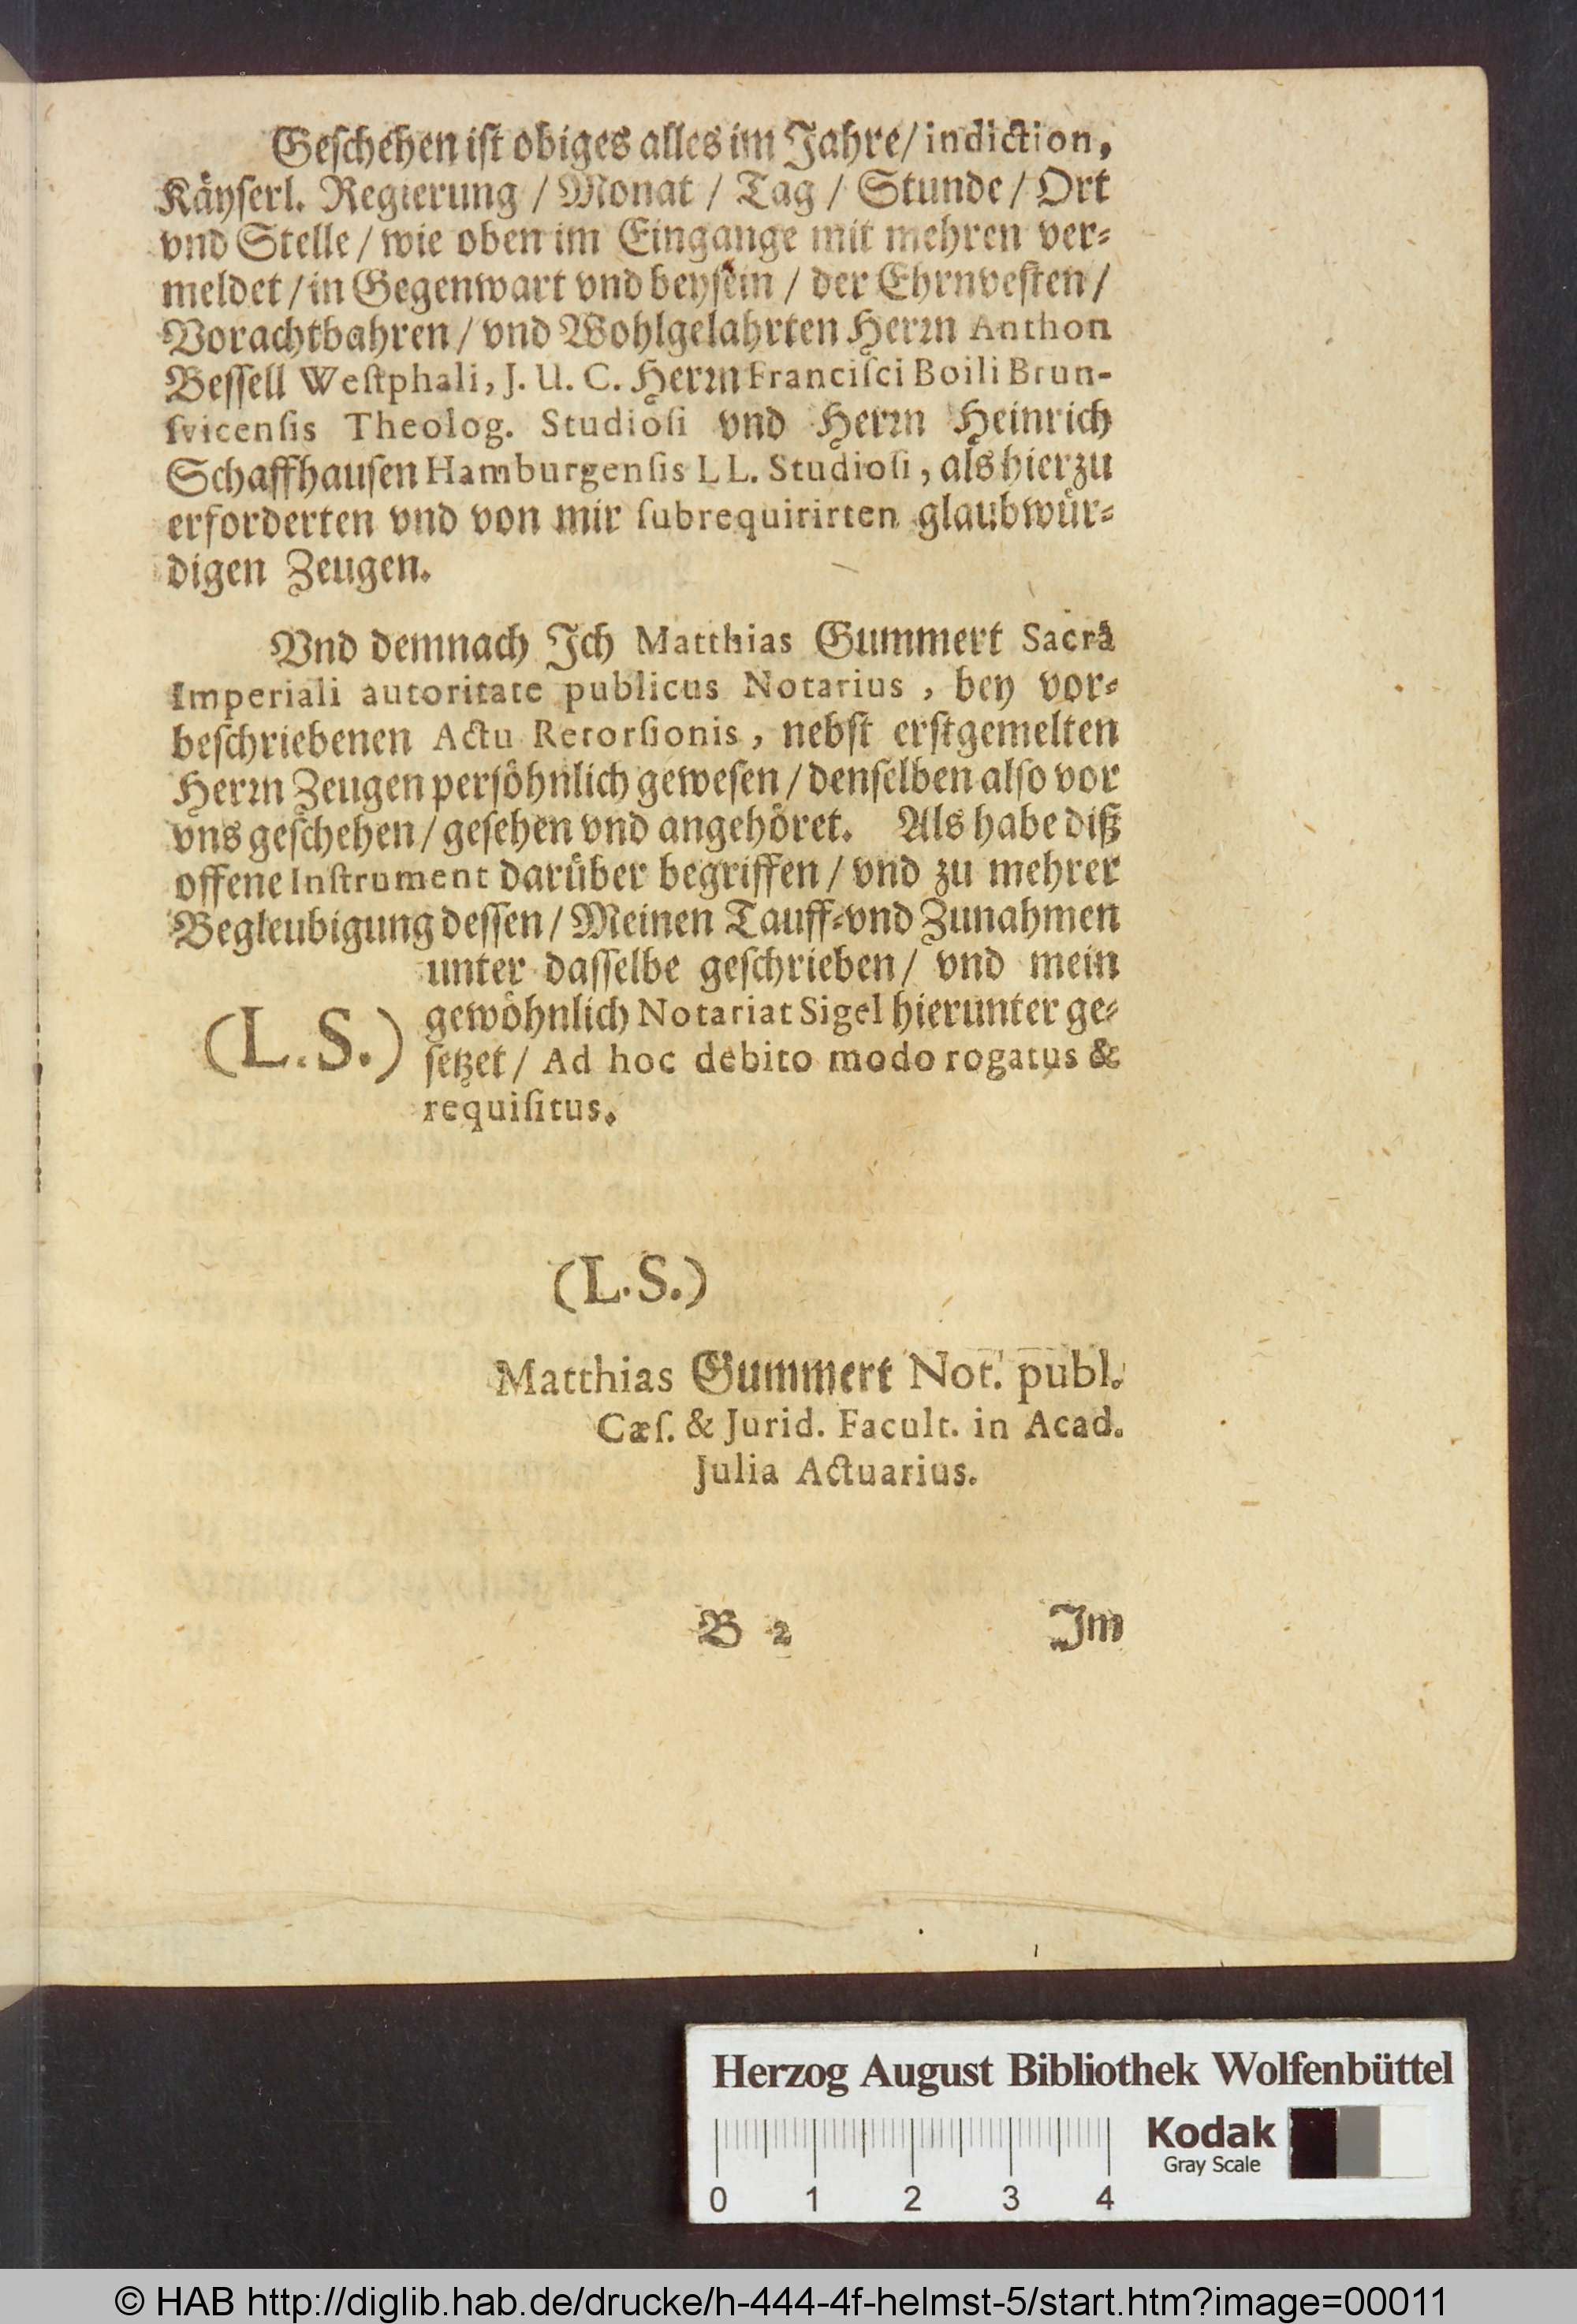 Geſchehen iſt obiges alles im Jahre/ indiction,
Käyſerl. Regierung / Monat / Tag / Stunde / Ort
vnd Stelle / wie oben im Eingange mit mehren ver⸗
meldet / in Gegenwart vnd beyſein / der Ehrnveſten /
Vorachtbahren / vnd Wohlgelahrten Herꝛn Anthon
Beſſell Weſtphali, J. U. C. Herꝛn Franciſci Boili Brun-
ſvicenſis Theolog. Studioſi vnd Herꝛn Heinrich
Schaffhauſen Hamburgenſis LL. Studioſi, als hierzu
erforderten vnd von mir ſubrequirirten glaubwür⸗
digen Zeugen.
Vnd demnach Jch Matthias Gummert Sacrâ
Imperiali autoritate publicus Notarius, bey vor⸗
beſchriebenen Actu Retorſionis, nebſt erſtgemelten
Herꝛn Zeugen perſöhnlich geweſen / denſelben alſo vor
vns geſchehen / geſehen vnd angehöret. Als habe diß
offene Inſtrument darüber begriffen / vnd zu mehrer
Begleubigung deſſen / Meinen Tauff⸗vnd Zunahmen
unter daſſelbe geſchrieben / vnd mein
(L.S.) gewöhnlich Notariat Sigel hierunter ge⸗
ſetzet / Ad hoc debito modo rogatus &
requiſitus.
(L.S.)
Matthias Gummert Not. publ.
Cæſ. & Jurid. Facult. in Acad.
Julia Actuarius.
B 2 Jm
Herzog August Bibliothek Wolfenbüttel
Kodak
Gray Scale
0 1 2 3 4
© HAB http://diglib.hab.de/drucke/h-444-4f-helmst-5/start.htm?image=00011